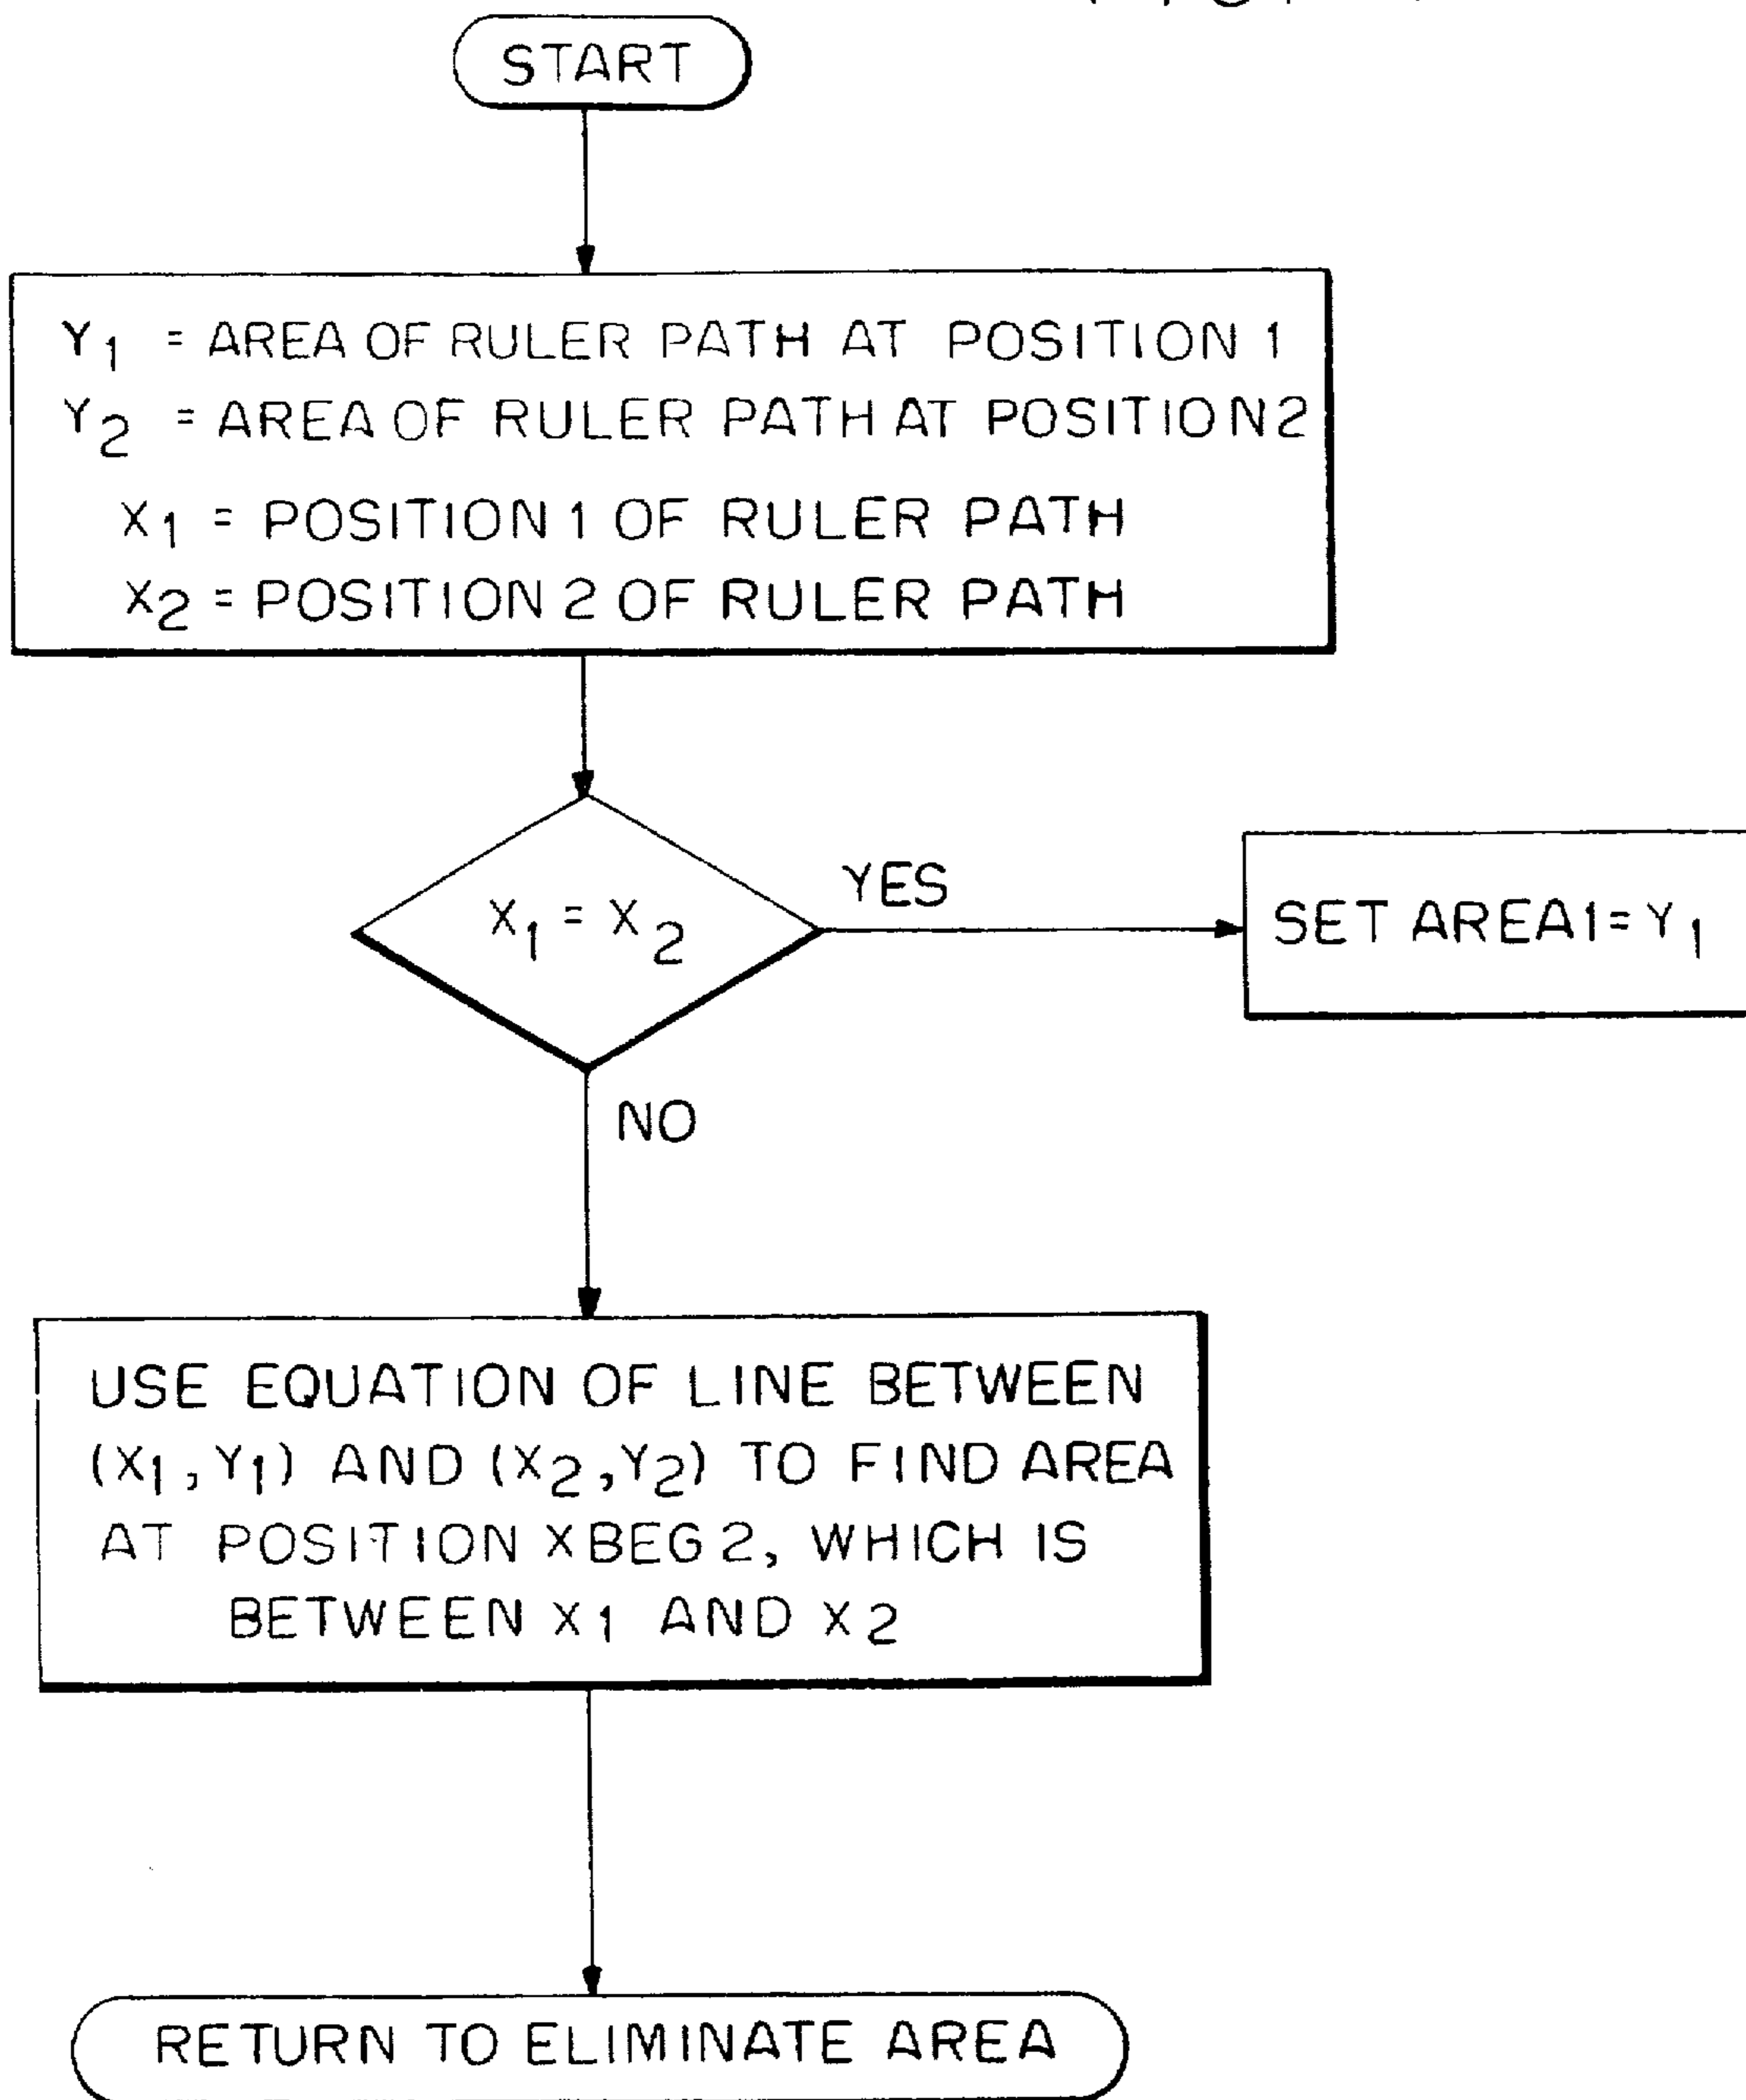 START
Y1 = AREA OF RULER PATH AT POSITION 1
Y2 = AREA OF RULER PATH AT POSITION 2
X1 = POSITION 1 OF RULER PATH
X2 = POSITION 2 OF RULER PATH
X1 = X2
YES
SET AREA1 = Y1
NO
USE EQUATION OF LINE BETWEEN
(X1, Y1) AND (X2, Y2) TO FIND AREA
AT POSITION XBEG2, WHICH IS
BETWEEN X1 AND X2
RETURN TO ELIMINATE AREA